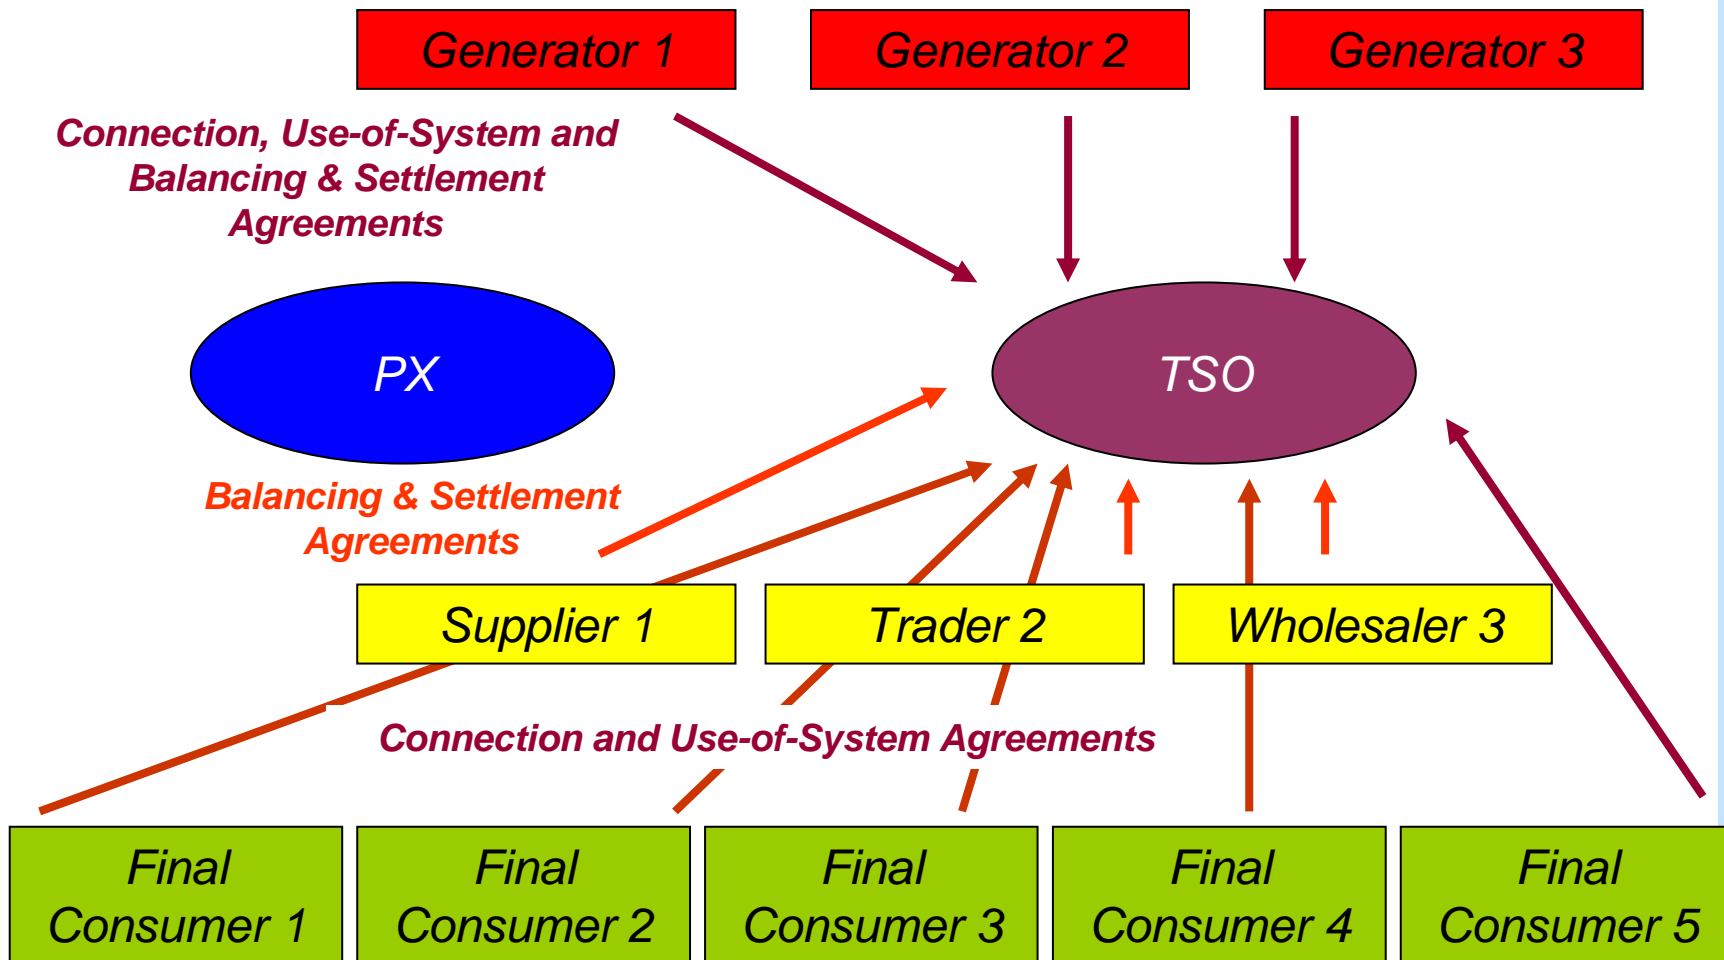 Generator 1
Generator 2
Generator 3
Connection, Use-of-System and
Balancing & Settlement
Agreements
PX
TSO
Balancing & Settlement
Agreements
Supplier 1
Trader 2
Wholesaler 3
Connection and Use-of-System Agreements
Final
Consumer 1
Final
Consumer 2
Final
Consumer 3
Final
Consumer 4
Final
Consumer 5